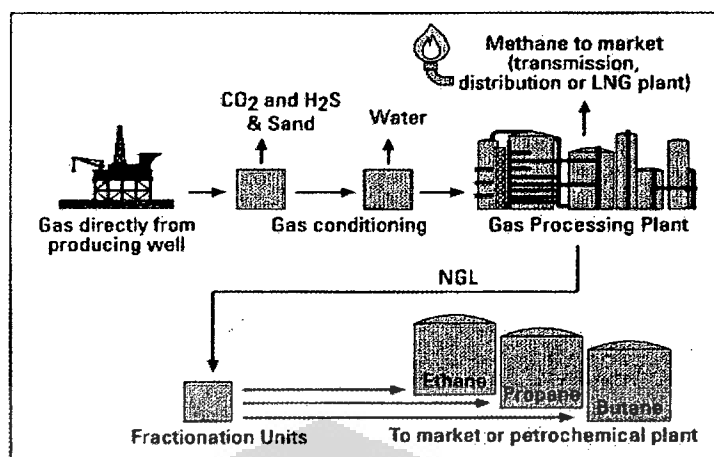 Methane to market
(transmission,
distribution or LNG plant)
CO2 and H2S
& Sand
Water
Gas directly from
producing well
Gas conditioning
Gas Processing Plant
NGL
Ethane
Propane
Butane
Fractionation Units
To market or petrochemical plant